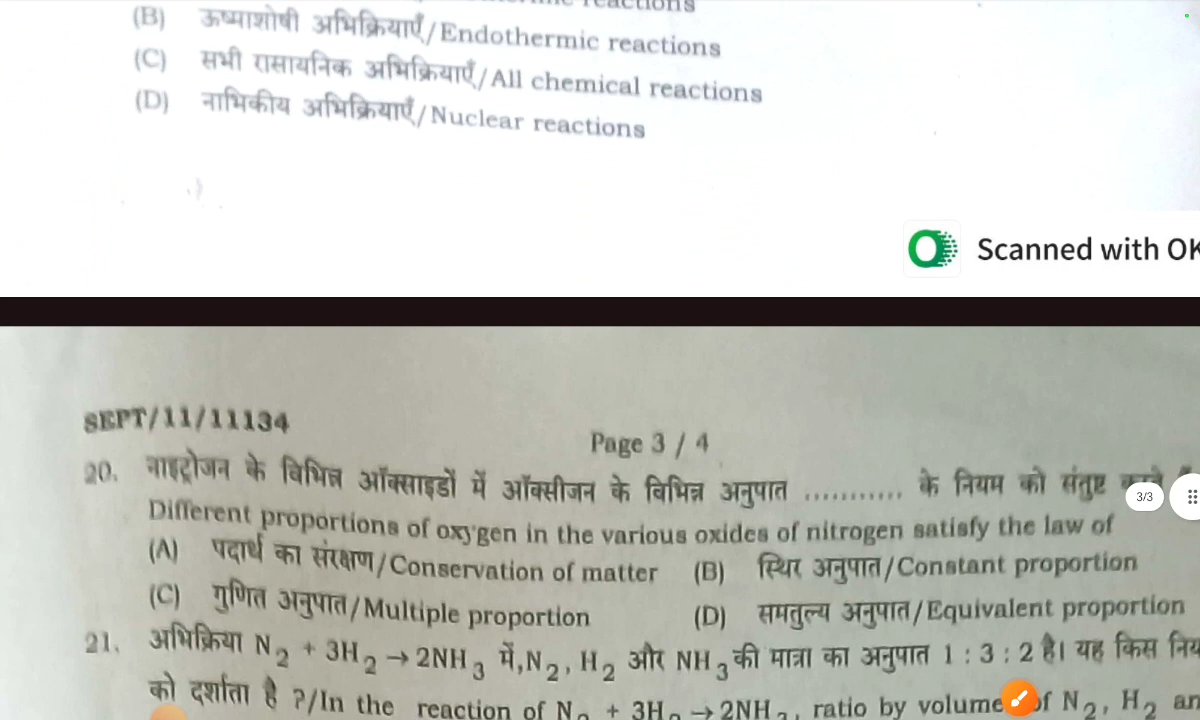 reactions
(B) ऊष्माशोषी अभिक्रियाएँ/Endothermic reactions
(C) सभी रासायनिक अभिक्रियाएँ/All chemical reactions
(D) नाभिकीय अभिक्रियाएँ/Nuclear reactions
Scanned with OK
SEPT/11/11134
Page 3 / 4
20. नाइट्रोजन के विभिन्न ऑक्साइडों में ऑक्सीजन के विभिन्न अनुपात ........... के नियम को संतुष्ट
3/3
Different proportions of oxygen in the various oxides of nitrogen satisfy the law of
(A) पदार्थ का संरक्षण/Conservation of matter (B) स्थिर अनुपात/Constant proportion
(C) गुणित अनुपात/Multiple proportion (D) समतुल्य अनुपात/Equivalent proportion
21. अभिक्रिया N₂ + 3H₂ → 2NH₃ में, N₂, H₂ और NH₃ की मात्रा का अनुपात 1 : 3 : 2 है। यह किस
को दर्शाता है ?/In the reaction of N₂ + 3H₂ → 2NH₃, ratio by volume of N₂, H₂